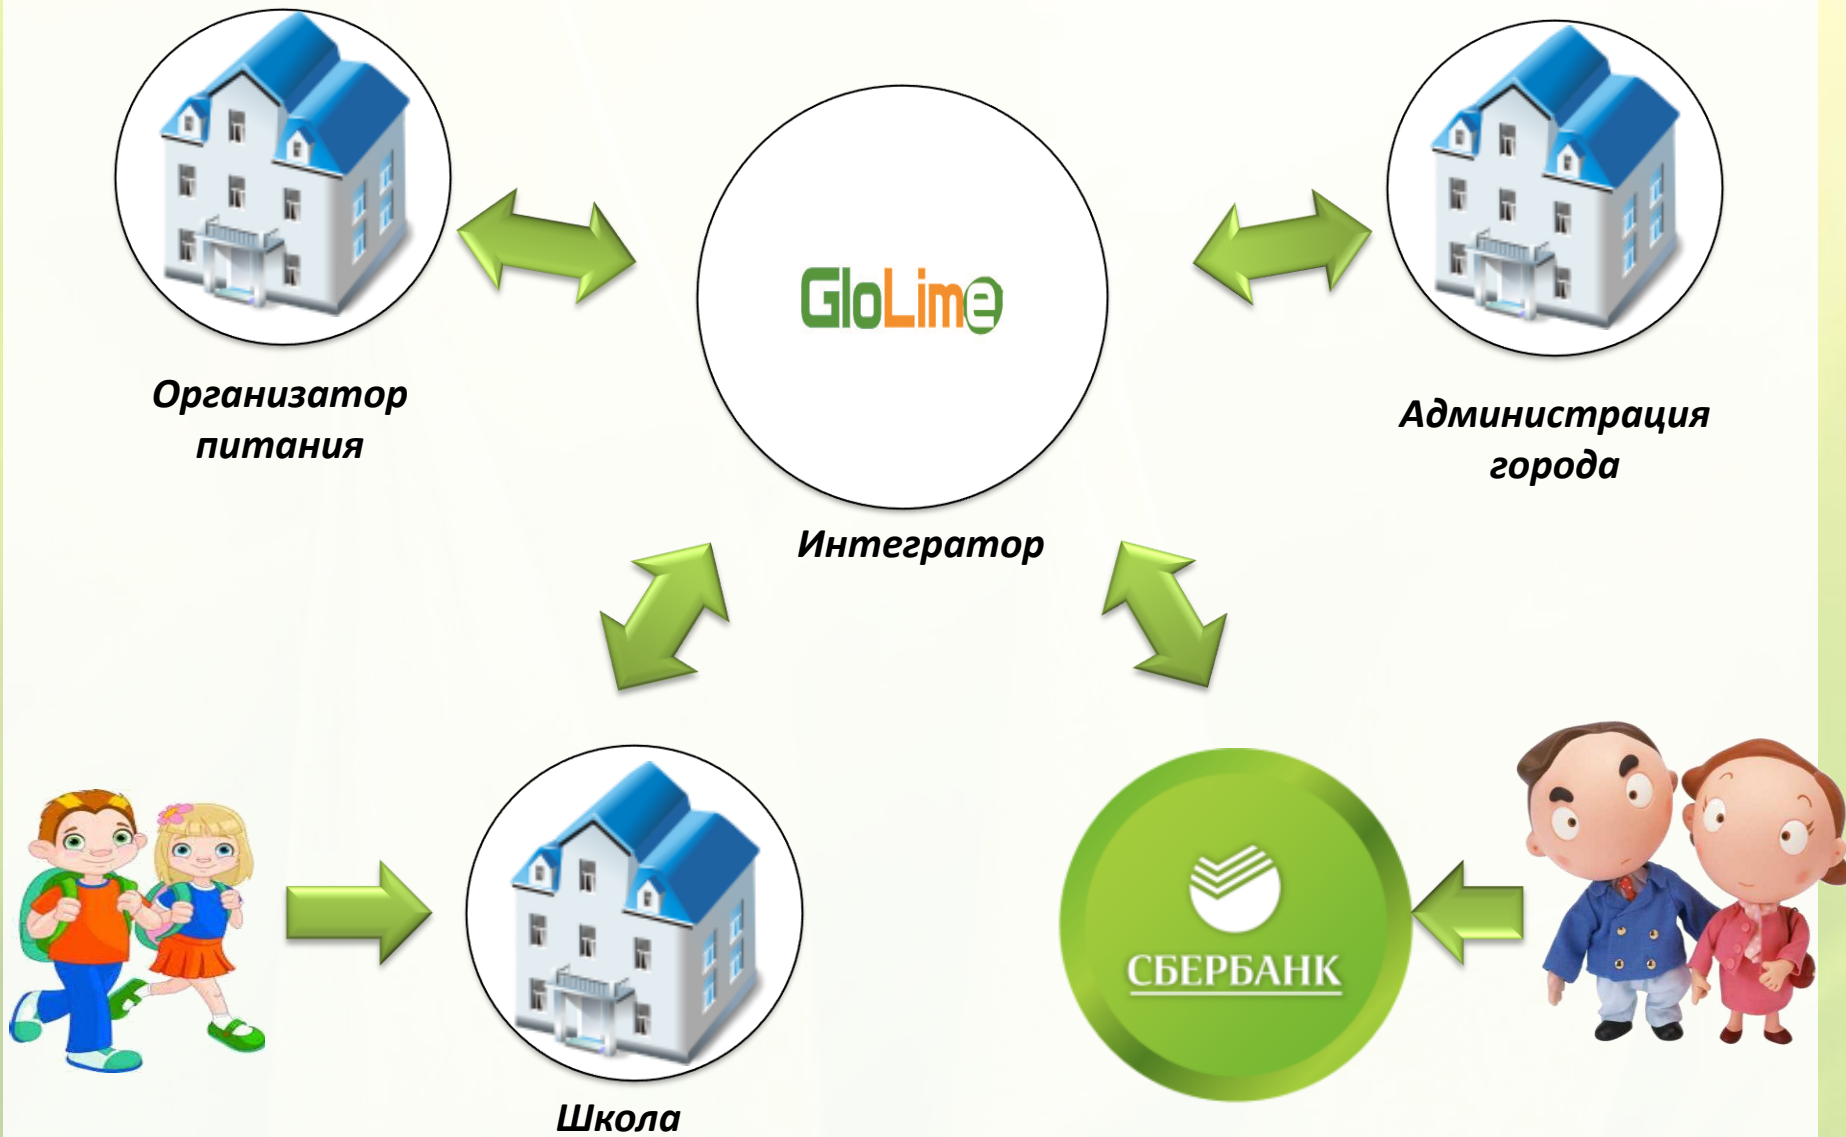 GloLime
Организатор
питания
Администрация
города
Интегратор
СБЕРБАНК
Школа